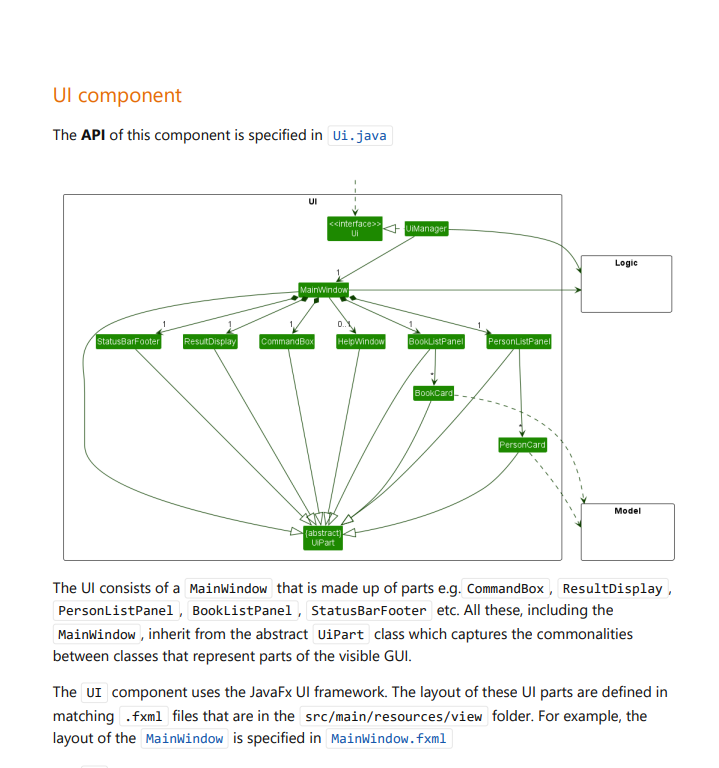 UI component
The API of this component is specified in Ui.java
UI
<<interface>>
Ui
UiManager
Logic
1
MainWindow
1
1
1
0..1
1
1
StatusBarFooter
ResultDisplay
CommandBox
HelpWindow
BookListPanel
PersonListPanel
*
BookCard
*
PersonCard
Model
{abstract}
UiPart
The UI consists of a MainWindow that is made up of parts e.g. CommandBox , ResultDisplay ,
PersonListPanel , BookListPanel , StatusBarFooter etc. All these, including the
MainWindow , inherit from the abstract UiPart class which captures the commonalities
between classes that represent parts of the visible GUI.
The UI component uses the JavaFx UI framework. The layout of these UI parts are defined in
matching .fxml files that are in the src/main/resources/view folder. For example, the
layout of the MainWindow is specified in MainWindow.fxml